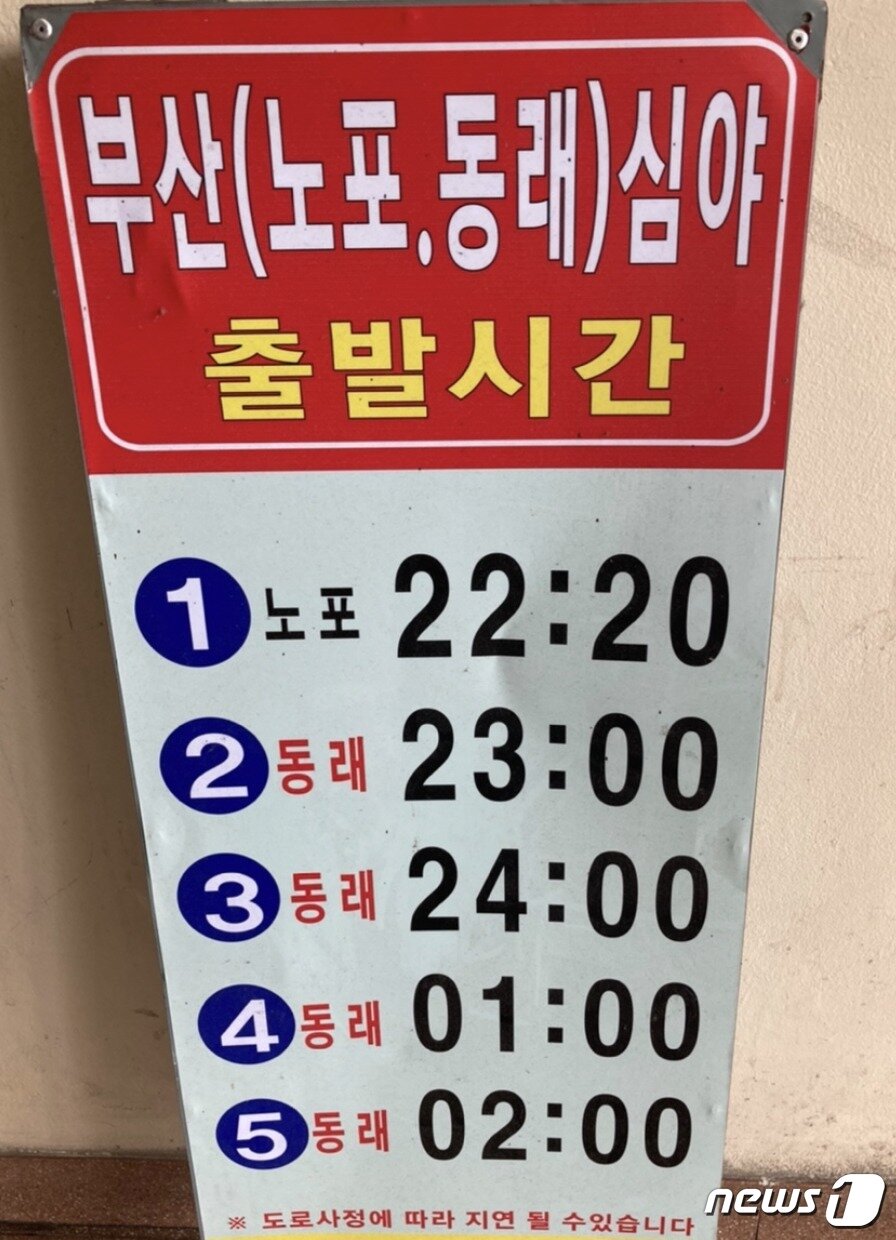 부산(노포,동래)심야
출발시간
1 노포 22:20
2 동래 23:00
3 동래 24:00
4 동래 01:00
5 동래 02:00
※ 도로사정에 따라 지연 될 수있습니다
news1